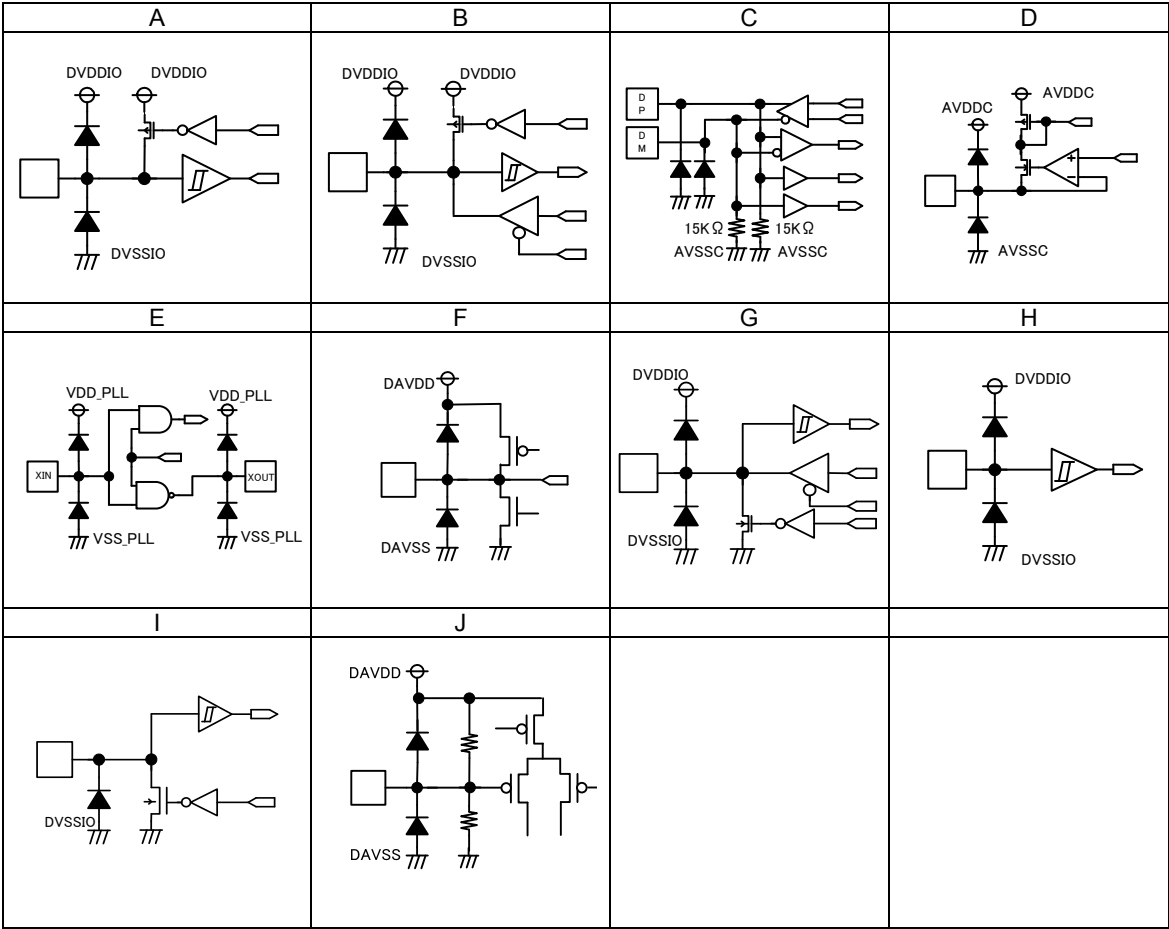 A
B
C
D
DVDDIO
DVDDIO
DVSSIO
DVDDIO
DVDDIO
DVSSIO
D
P
D
M
15KΩ
15KΩ
AVSSC
AVSSC
AVDDC
AVDDC
+
−
AVSSC
E
F
G
H
VDD_PLL
VDD_PLL
XIN
XOUT
VSS_PLL
VSS_PLL
DAVDD
DAVSS
DVDDIO
DVSSIO
DVDDIO
DVSSIO
I
J
DVSSIO
DAVDD
DAVSS